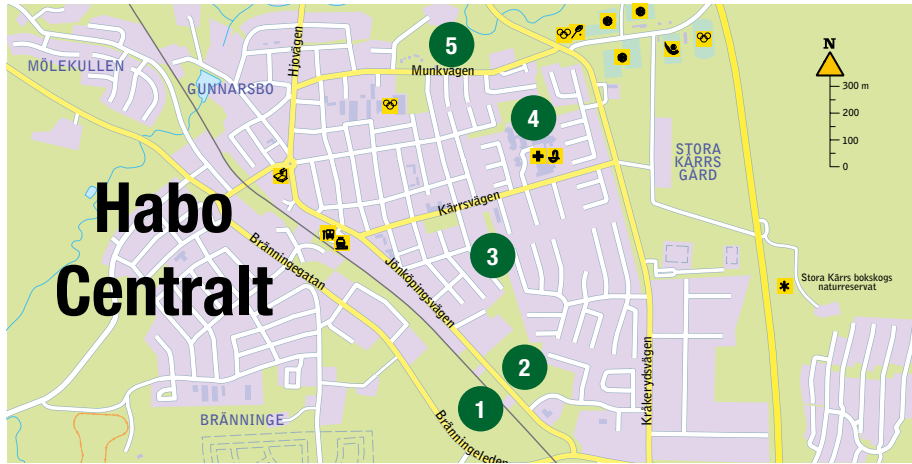 5
Hjovägen
Munkvägen
MÖLEKULLEN
GUNNARSBO
N
300 m
200
100
0
4
STORA
KÄRRS
GÅRD
Habo
Centralt
Kärrsvägen
Bränningegatan
3
Jönköpingsvägen
Stora Kärrs bokskogs
naturreservat
2
Kråkerydsvägen
1
BRÄNNINGE
Bränningeleden